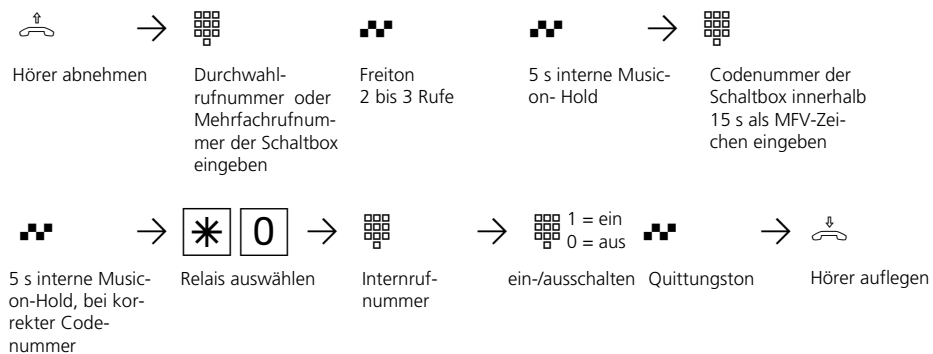 Hörer abnehmen
Durchwahl-
rufnummer oder
Mehrfachrufnum-
mer der Schaltbox
eingeben
Freiton
2 bis 3 Rufe
5 s interne Music-
on- Hold
Codenummer der
Schaltbox innerhalb
15 s als MFV-Zei-
chen eingeben
5 s interne Music-
on-Hold, bei kor-
rekter Code-
nummer
* 0
Relais auswählen
Internruf-
nummer
1 = ein
0 = aus
ein-/ausschalten
Quittungston
Hörer auflegen